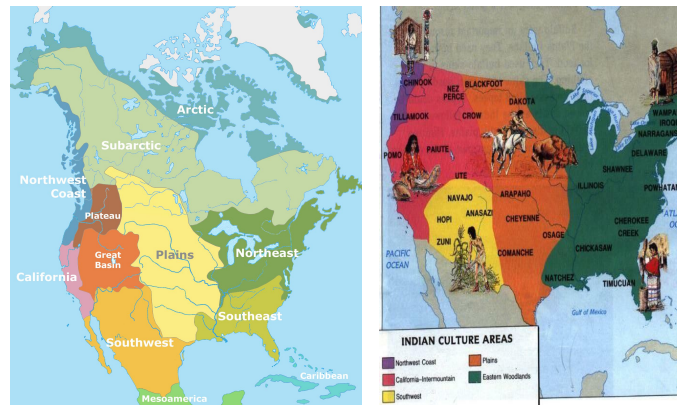 Arctic
Subarctic
Northwest
Coast
Plateau
Great
Basin
Plains
Northeast
California
Southeast
Southwest
Caribbean
Mesoamerica
CHINOOK
NEZ
PERCE
BLACKFOOT
DAKOTA
TILLAMOOK
CROW
WAMPA
IROQ
NARRAGANS
DELAWARE
POMO
PAIUTE
SHAWNEE
UTE
ILLINOIS
POWHATAN
NAVAJO
ARAPAHO
HOPI
ANASAZI
CHEYENNE
CHEROKEE
CREEK
ZUNI
OSAGE
CHICKASAW
PACIFIC
OCEAN
COMANCHE
NATCHEZ
TIMUCUAN
Gulf of Mexico
INDIAN CULTURE AREAS
Northwest Coast
Plains
California–Intermountain
Eastern Woodlands
Southwest